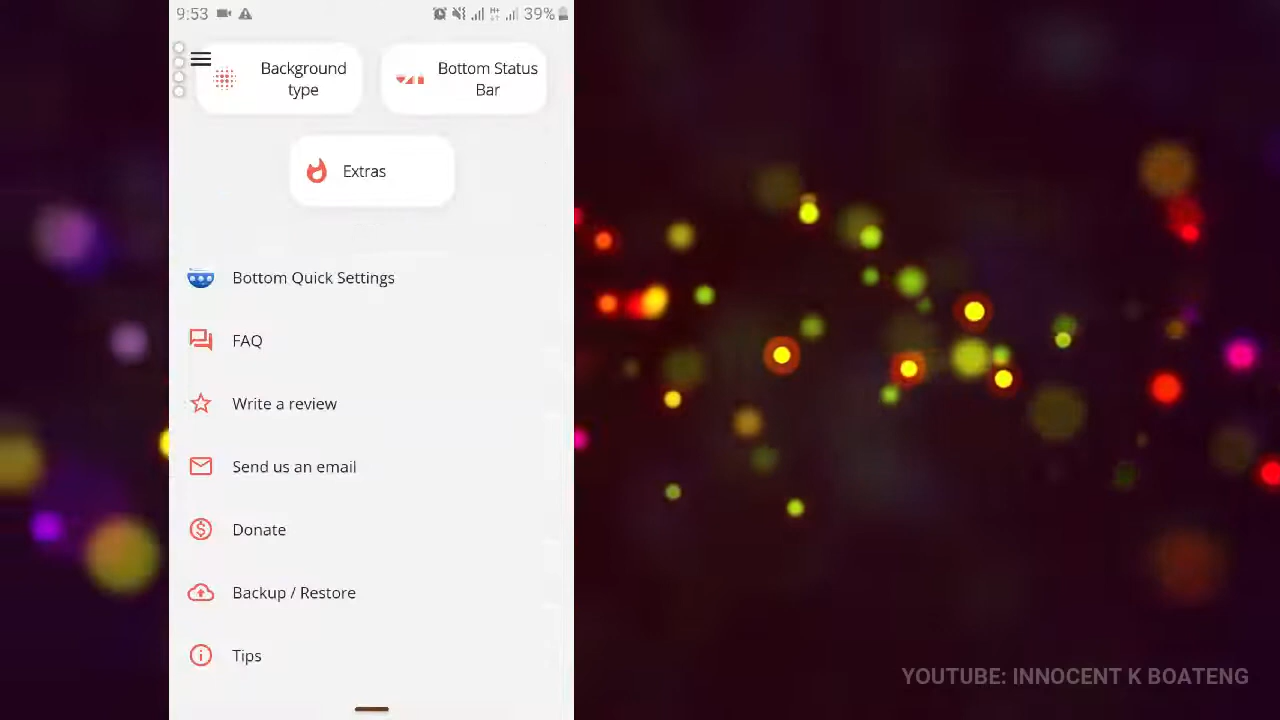 9:53
39%
Background
type
Bottom Status
Bar
Extras
Bottom Quick Settings
FAQ
Write a review
Send us an email
Donate
Backup / Restore
Tips
YOUTUBE: INNOCENT K BOATENG